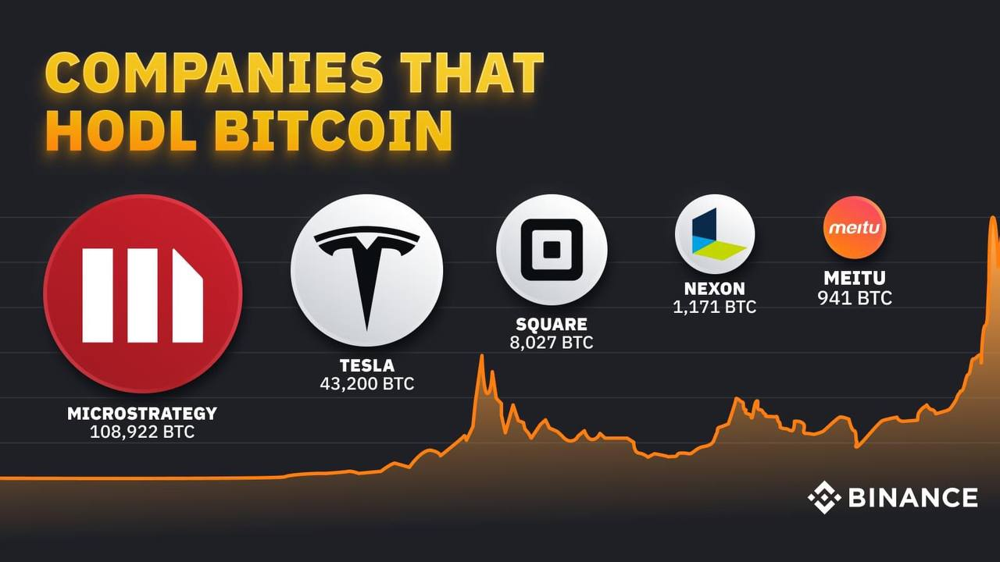 COMPANIES THAT
HODL BITCOIN
MICROSTRATEGY
108,922 BTC
TESLA
43,200 BTC
SQUARE
8,027 BTC
NEXON
1,171 BTC
meitu
MEITU
941 BTC
BINANCE